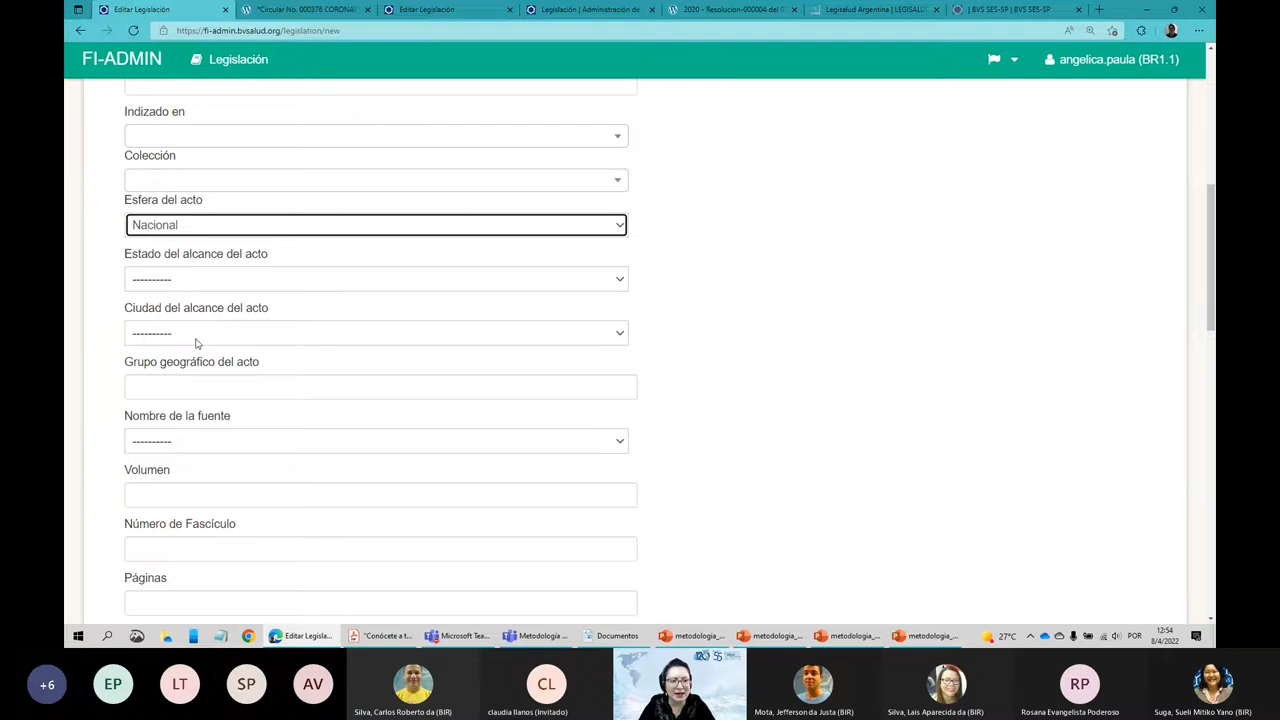 Editar Legislación
*Circular No. 000376 CORONAV
Editar Legislación
Legislación | Administración de
2020 - Resolucion-000004 del 0
Legisalud Argentina | LEGISALU
| BVS SES-SP | BVS SES-SP
https://fi-admin.bvsalud.org/legislation/new
FI-ADMIN
Legislación
angelica.paula (BR1.1)
Indizado en
Colección
Esfera del acto
Nacional
Estado del alcance del acto
----------
Ciudad del alcance del acto
----------
Grupo geográfico del acto
Nombre de la fuente
----------
Volumen
Número de Fascículo
Páginas
Editar Legisla...
"Conócete a t...
Microsoft Tea...
Metodología ...
Documentos
metodologia_...
metodologia_...
metodologia_...
metodologia_...
27°C
POR
12:54
8/4/2022
+6
EP
LT
SP
AV
CL
RP
Silva, Carlos Roberto da (BIR)
claudia llanos (Invitado)
Mota, Jefferson da Justa (BIR)
Silva, Lais Aparecida da (BIR)
Rosana Evangelista Poderoso
Suga, Sueli Mitiko Yano (BIR)